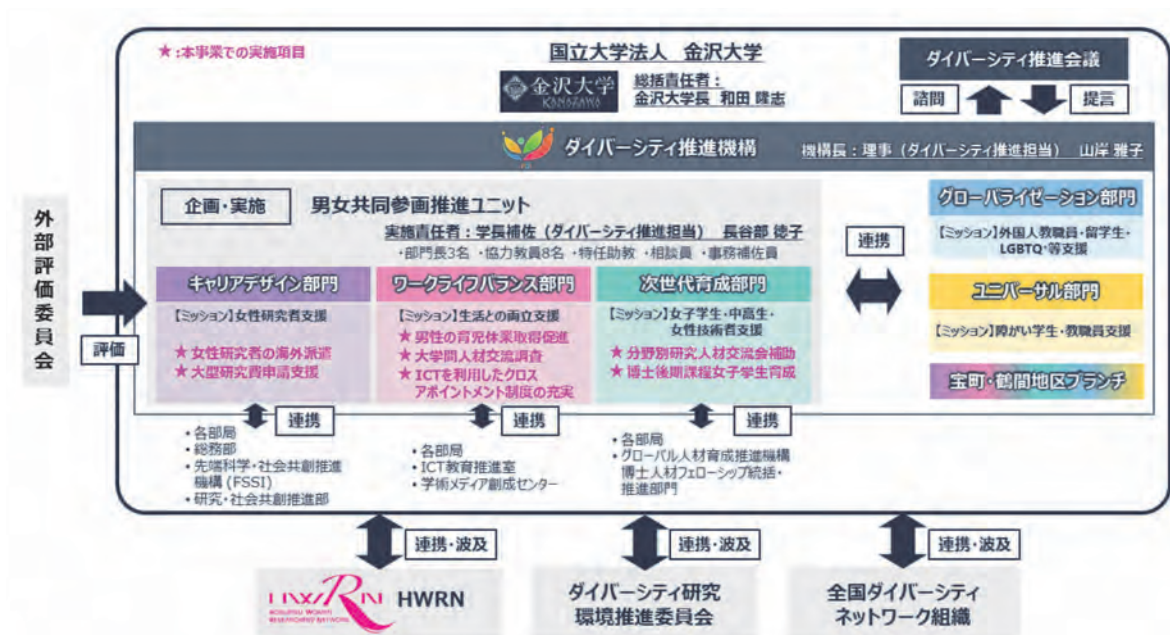 ★:本事業での実施項目
国立大学法人 金沢大学
金沢大学
KANAZAWA
総括責任者:
金沢大学長 和田 隆志
ダイバーシティ推進会議
諮問
提言
ダイバーシティ推進機構
機構長:理事(ダイバーシティ推進担当) 山岸 雅子
外部評価委員会
評価
企画・実施
男女共同参画推進ユニット
実施責任者:学長補佐(ダイバーシティ推進担当) 長谷部 徳子
・部門長3名 ・協力教員8名 ・特任助教 ・相談員 ・事務補佐員
キャリアデザイン部門
【ミッション】女性研究者支援
★女性研究者の海外派遣
★大型研究費申請支援
ワークライフバランス部門
【ミッション】生活との両立支援
★男性の育児休業取得促進
★大学間人材交流調査
★ICTを利用したクロス
アポイントメント制度の充実
次世代育成部門
【ミッション】女子学生・中高生・
女性技術者支援
★分野別研究人材交流会補助
★博士後期課程女子学生育成
連携
グローバライゼーション部門
【ミッション】外国人教職員・留学生・
LGBTQ・等支援
ユニバーサル部門
【ミッション】障がい学生・教職員支援
宝町・鶴間地区ブランチ
連携
・各部局
・総務部
・先端科学・社会共創推進
機構(FSSI)
・研究・社会共創推進部
連携
・各部局
・ICT教育推進室
・学術メディア創成センター
連携
・各部局
・グローバル人材育成推進機構
博士人材フェローシップ統括・
推進部門
連携・波及
連携・波及
連携・波及
HWRN
ダイバーシティ研究
環境推進委員会
全国ダイバーシティ
ネットワーク組織